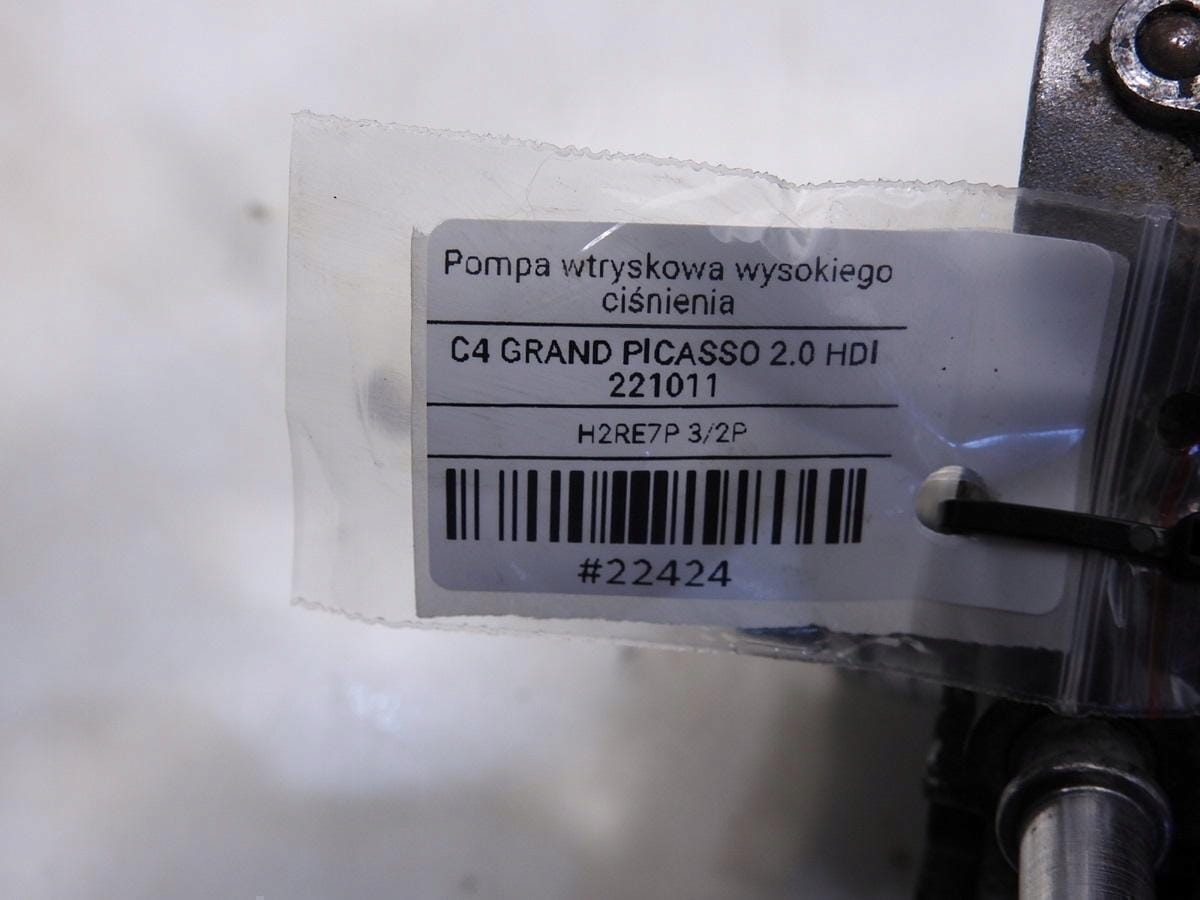 Pompa wtryskowa wysokiego
ciśnienia
C4 GRAND PICASSO 2.0 HDI
221011
H2RE7P 3/2P
#22424